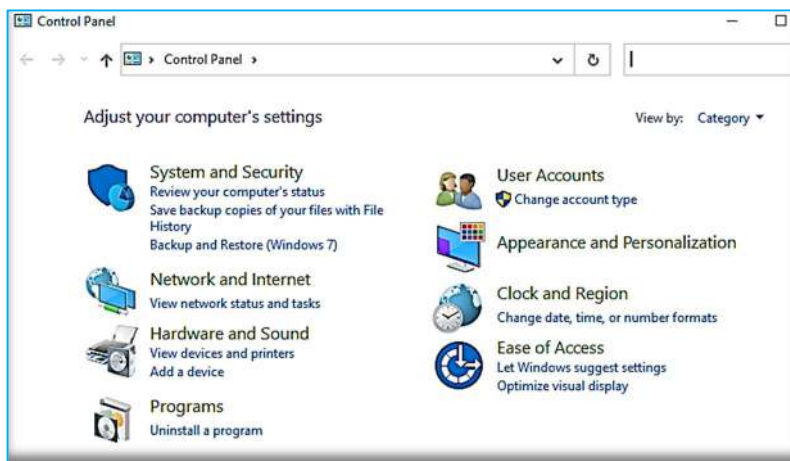 Control Panel
Control Panel
Adjust your computer's settings
View by: Category
System and Security
Review your computer's status
Save backup copies of your files with File
History
Backup and Restore (Windows 7)
Network and Internet
View network status and tasks
Hardware and Sound
View devices and printers
Add a device
Programs
Uninstall a program
User Accounts
Change account type
Appearance and Personalization
Clock and Region
Change date, time, or number formats
Ease of Access
Let Windows suggest settings
Optimize visual display